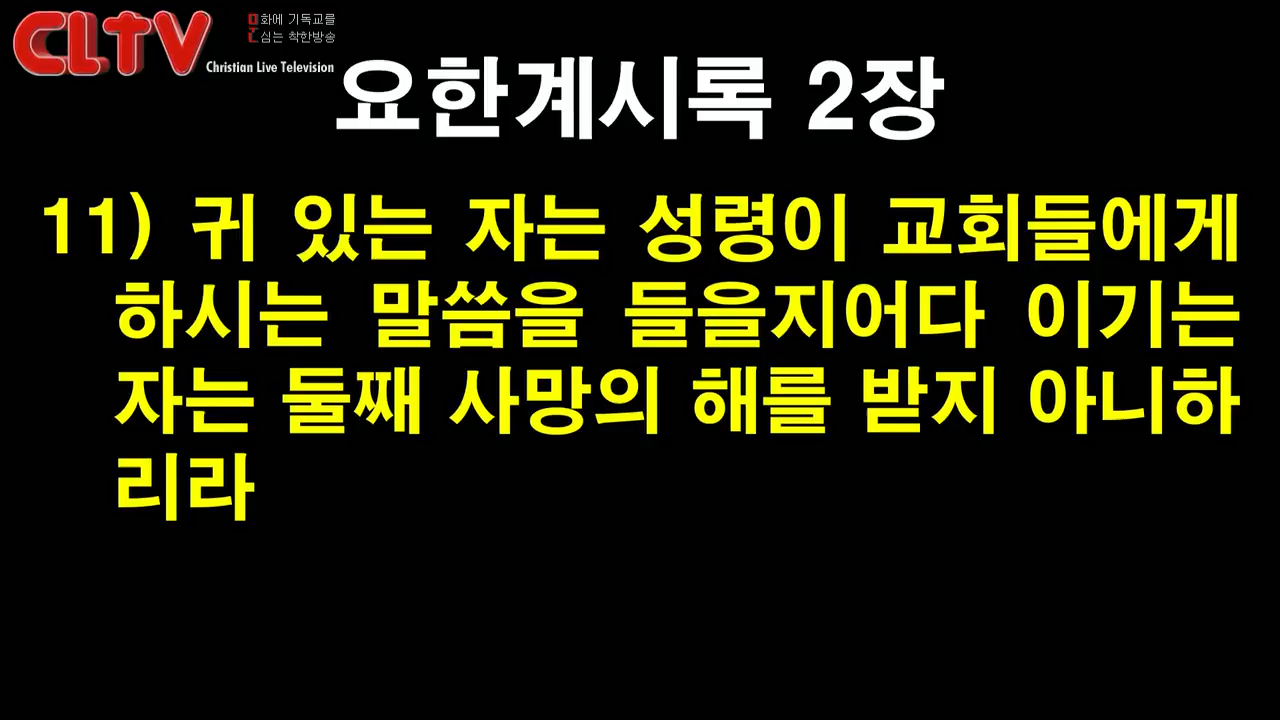 CLTV
문화에 기독교를
심는 착한방송
Christian Live Television
요한계시록 2장
11) 귀 있는 자는 성령이 교회들에게
하시는 말씀을 들을지어다 이기는
자는 둘째 사망의 해를 받지 아니하
리라